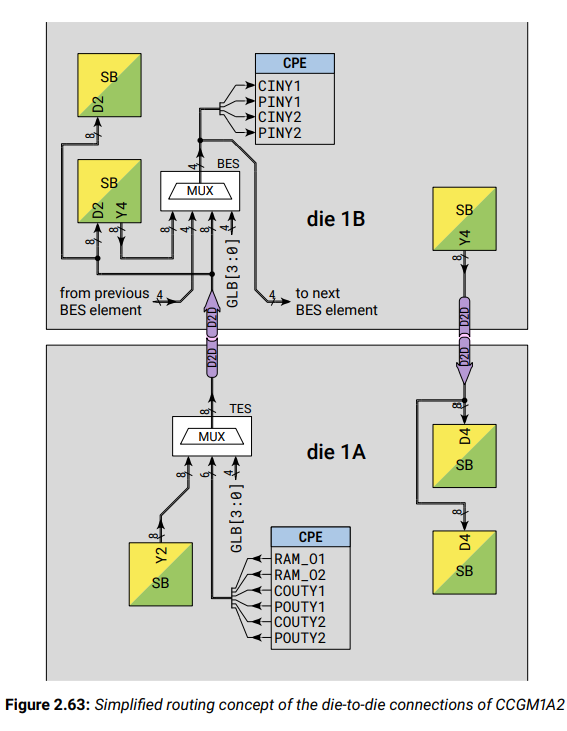 CPE
SB
D2
8
CINY1
PINY1
CINY2
PINY2
4
BES
MUX
SB
D2
Y4
8
8
8
4
8
4
GLB[3:0]
die 1B
SB
Y4
8
from previous
BES element
4
4
to next
BES element
D2D
D2D
D2D
D2D
8
TES
MUX
die 1A
8
D4
SB
8
6
4
GLB[3:0]
8
Y2
SB
CPE
RAM_O1
RAM_O2
COUTY1
POUTY1
COUTY2
POUTY2
8
D4
SB
Figure 2.63: Simplified routing concept of the die-to-die connections of CCGM1A2